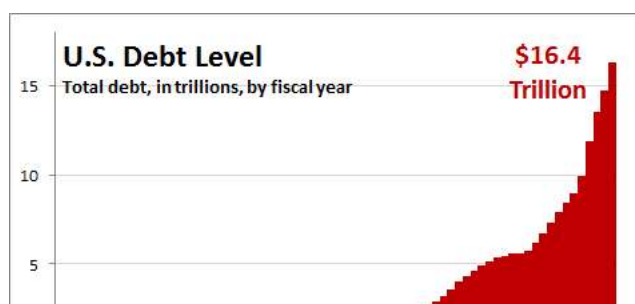 U.S. Debt Level
Total debt, in trillions, by fiscal year
$16.4
Trillion
15
10
5